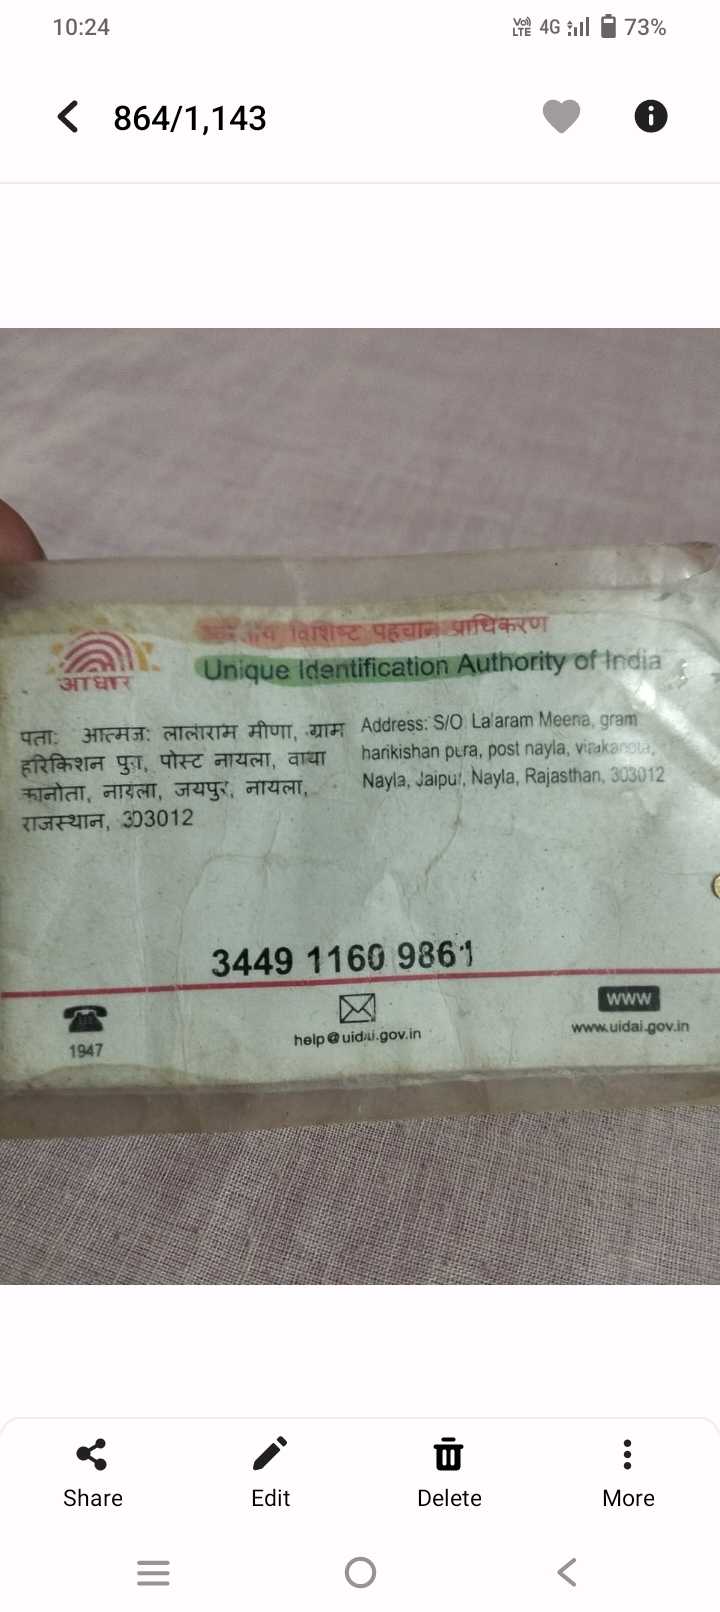 10:24 Vo) LTE 4G 73%
864/1,143
विशिष्ट पहचान प्राधिकरण
Unique Identification Authority of India
आधार
पता: आत्मज: लालाराम मीणा, ग्राम
हरिकिशन पुरा, पोस्ट नायला, वाया
कानोता, नायला, जयपुर, नायला,
राजस्थान, 303012
Address: S/O Lalaram Meena, gram
harikishan pura, post nayla, viakanota,
Nayla, Jaipur, Nayla, Rajasthan, 303012
3449 1160 9861
1947
help@uidai.gov.in
WWW
www.uidai.gov.in
Share Edit Delete More